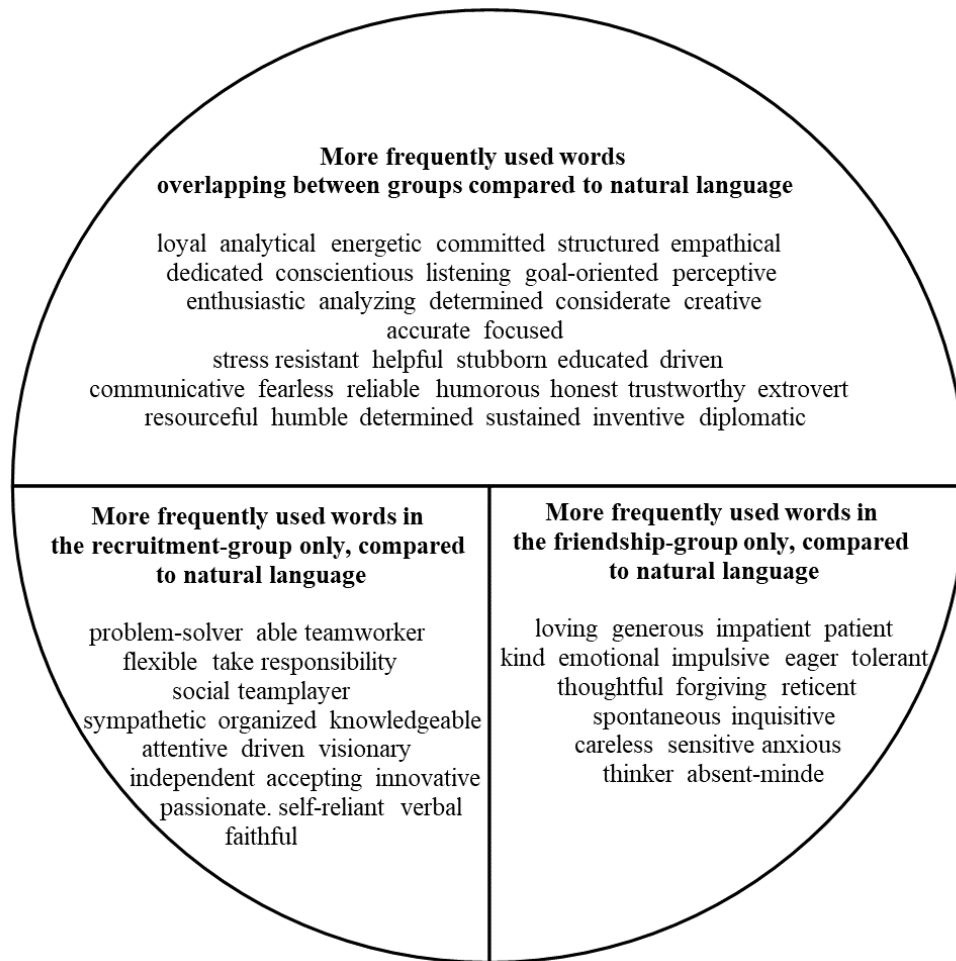 More frequently used words
overlapping between groups compared to natural language
loyal analytical energetic committed structured empathical
dedicated conscientious listening goal-oriented perceptive
enthusiastic analyzing determined considerate creative
accurate focused
stress resistant helpful stubborn educated driven
communicative fearless reliable humorous honest trustworthy extrovert
resourceful humble determined sustained inventive diplomatic
More frequently used words in
the recruitment-group only, compared
to natural language
problem-solver able teamworker
flexible take responsibility
social teamplayer
sympathetic organized knowledgeable
attentive driven visionary
independent accepting innovative
passionate. self-reliant verbal
faithful
More frequently used words in
the friendship-group only, compared
to natural language
loving generous impatient patient
kind emotional impulsive eager tolerant
thoughtful forgiving reticent
spontaneous inquisitive
careless sensitive anxious
thinker absent-minde